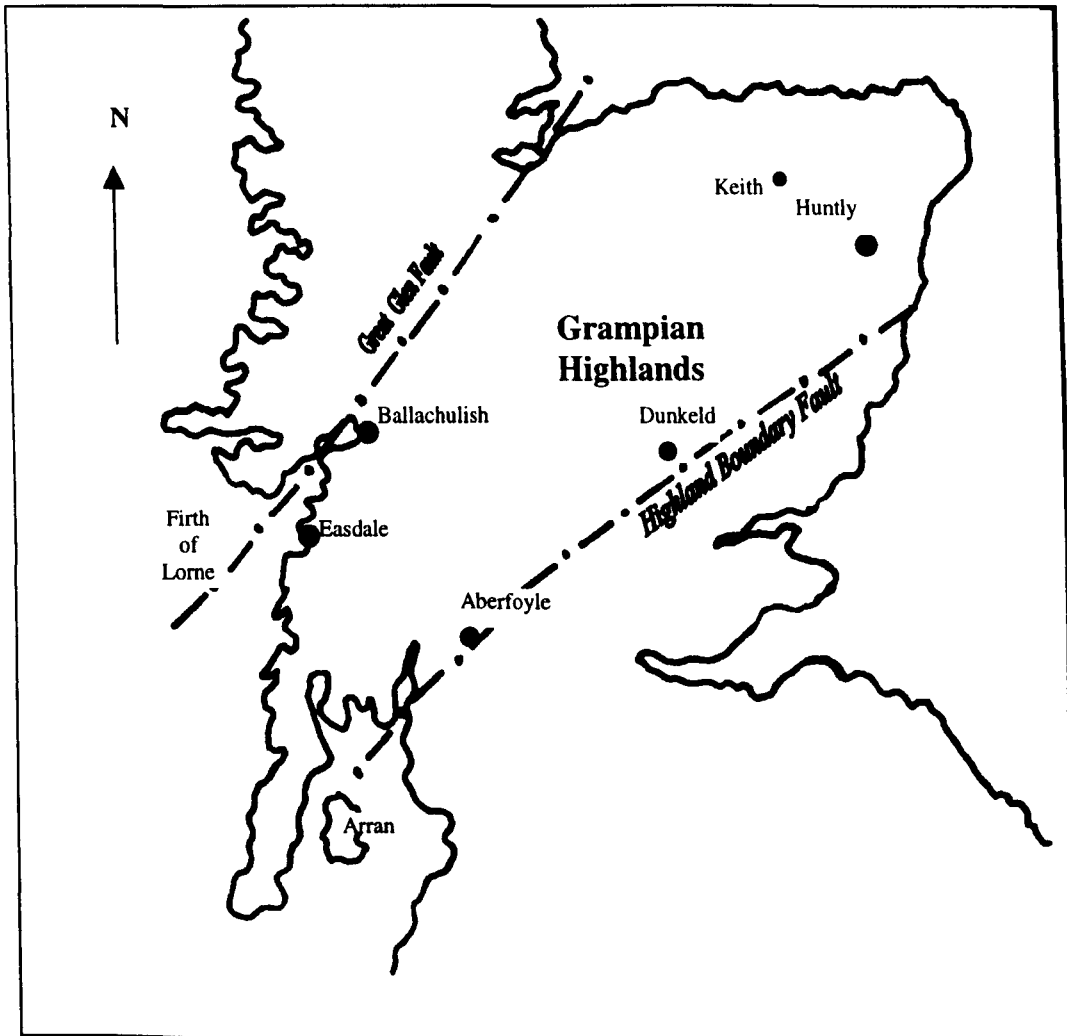 N
Keith
Huntly
Great Glen Fault
Grampian
Highlands
Dunkeld
Ballachulish
Highland Boundary Fault
Firth
of
Lorne
Easdale
Aberfoyle
Arran